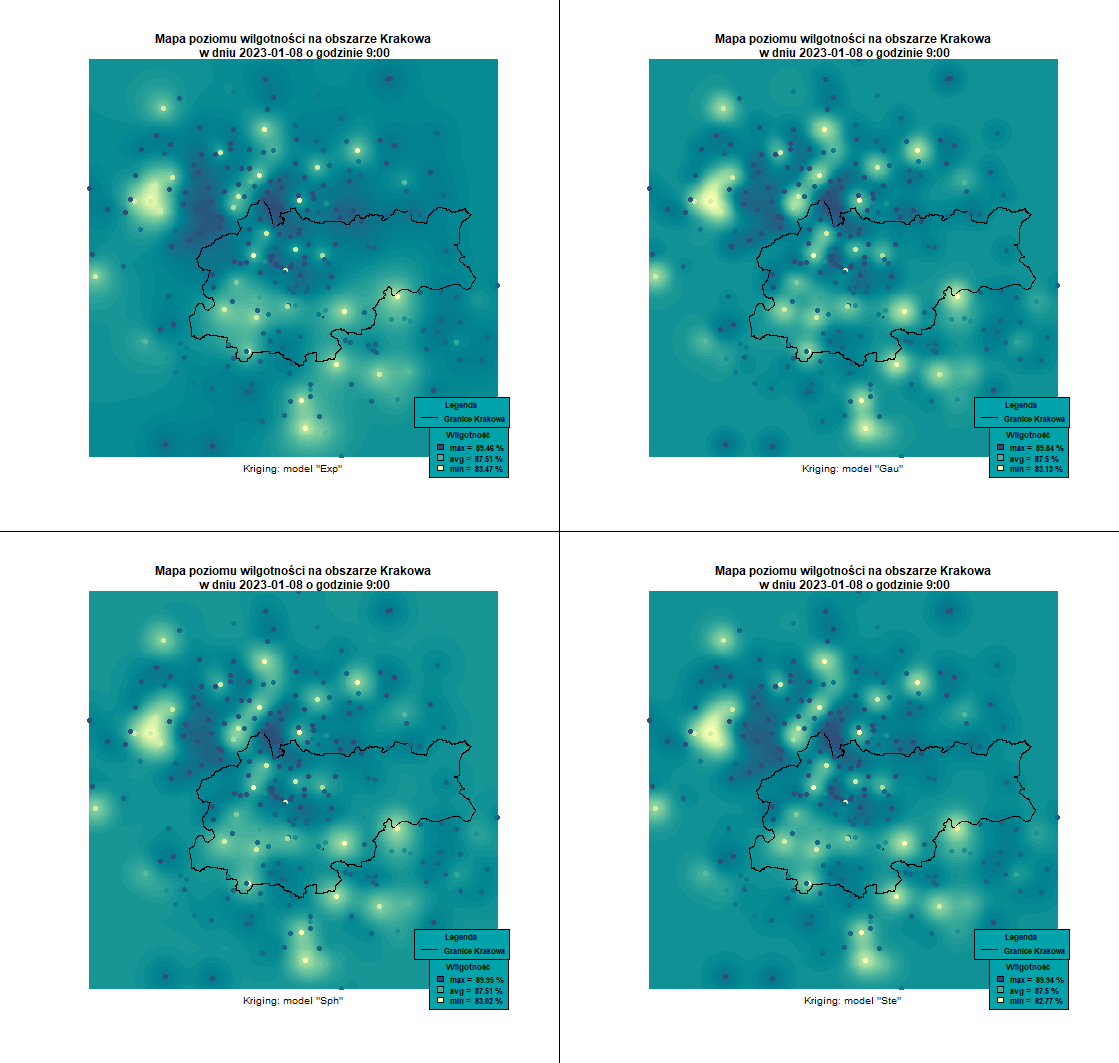 Mapa poziomu wilgotności na obszarze Krakowa
w dniu 2023-01-08 o godzinie 9:00
Legenda
Granice Krakowa
Wilgotność
max = 89.46 %
avg = 87.51 %
min = 83.47 %
Kriging: model "Exp"
Mapa poziomu wilgotności na obszarze Krakowa
w dniu 2023-01-08 o godzinie 9:00
Legenda
Granice Krakowa
Wilgotność
max = 89.84 %
avg = 87.5 %
min = 83.13 %
Kriging: model "Gau"
Mapa poziomu wilgotności na obszarze Krakowa
w dniu 2023-01-08 o godzinie 9:00
Legenda
Granice Krakowa
Wilgotność
max = 89.95 %
avg = 87.51 %
min = 83.02 %
Kriging: model "Sph"
Mapa poziomu wilgotności na obszarze Krakowa
w dniu 2023-01-08 o godzinie 9:00
Legenda
Granice Krakowa
Wilgotność
max = 89.94 %
avg = 87.5 %
min = 82.77 %
Kriging: model "Ste"